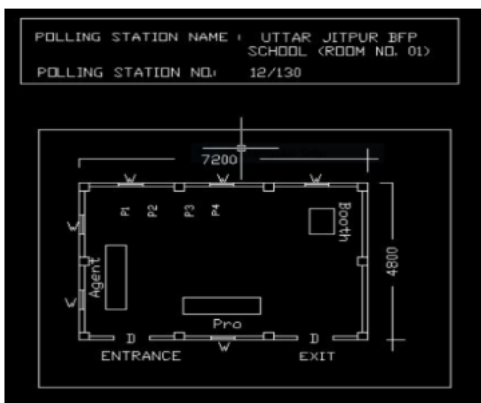 POLLING STATION NAME : UTTAR JITPUR BFP
SCHOOL (ROOM NO. 01)
POLLING STATION NO.: 12/130
7200
W W W
P1 P2 P3 P4
Booth
W
4800
Agent
W
Pro
D W D
ENTRANCE EXIT